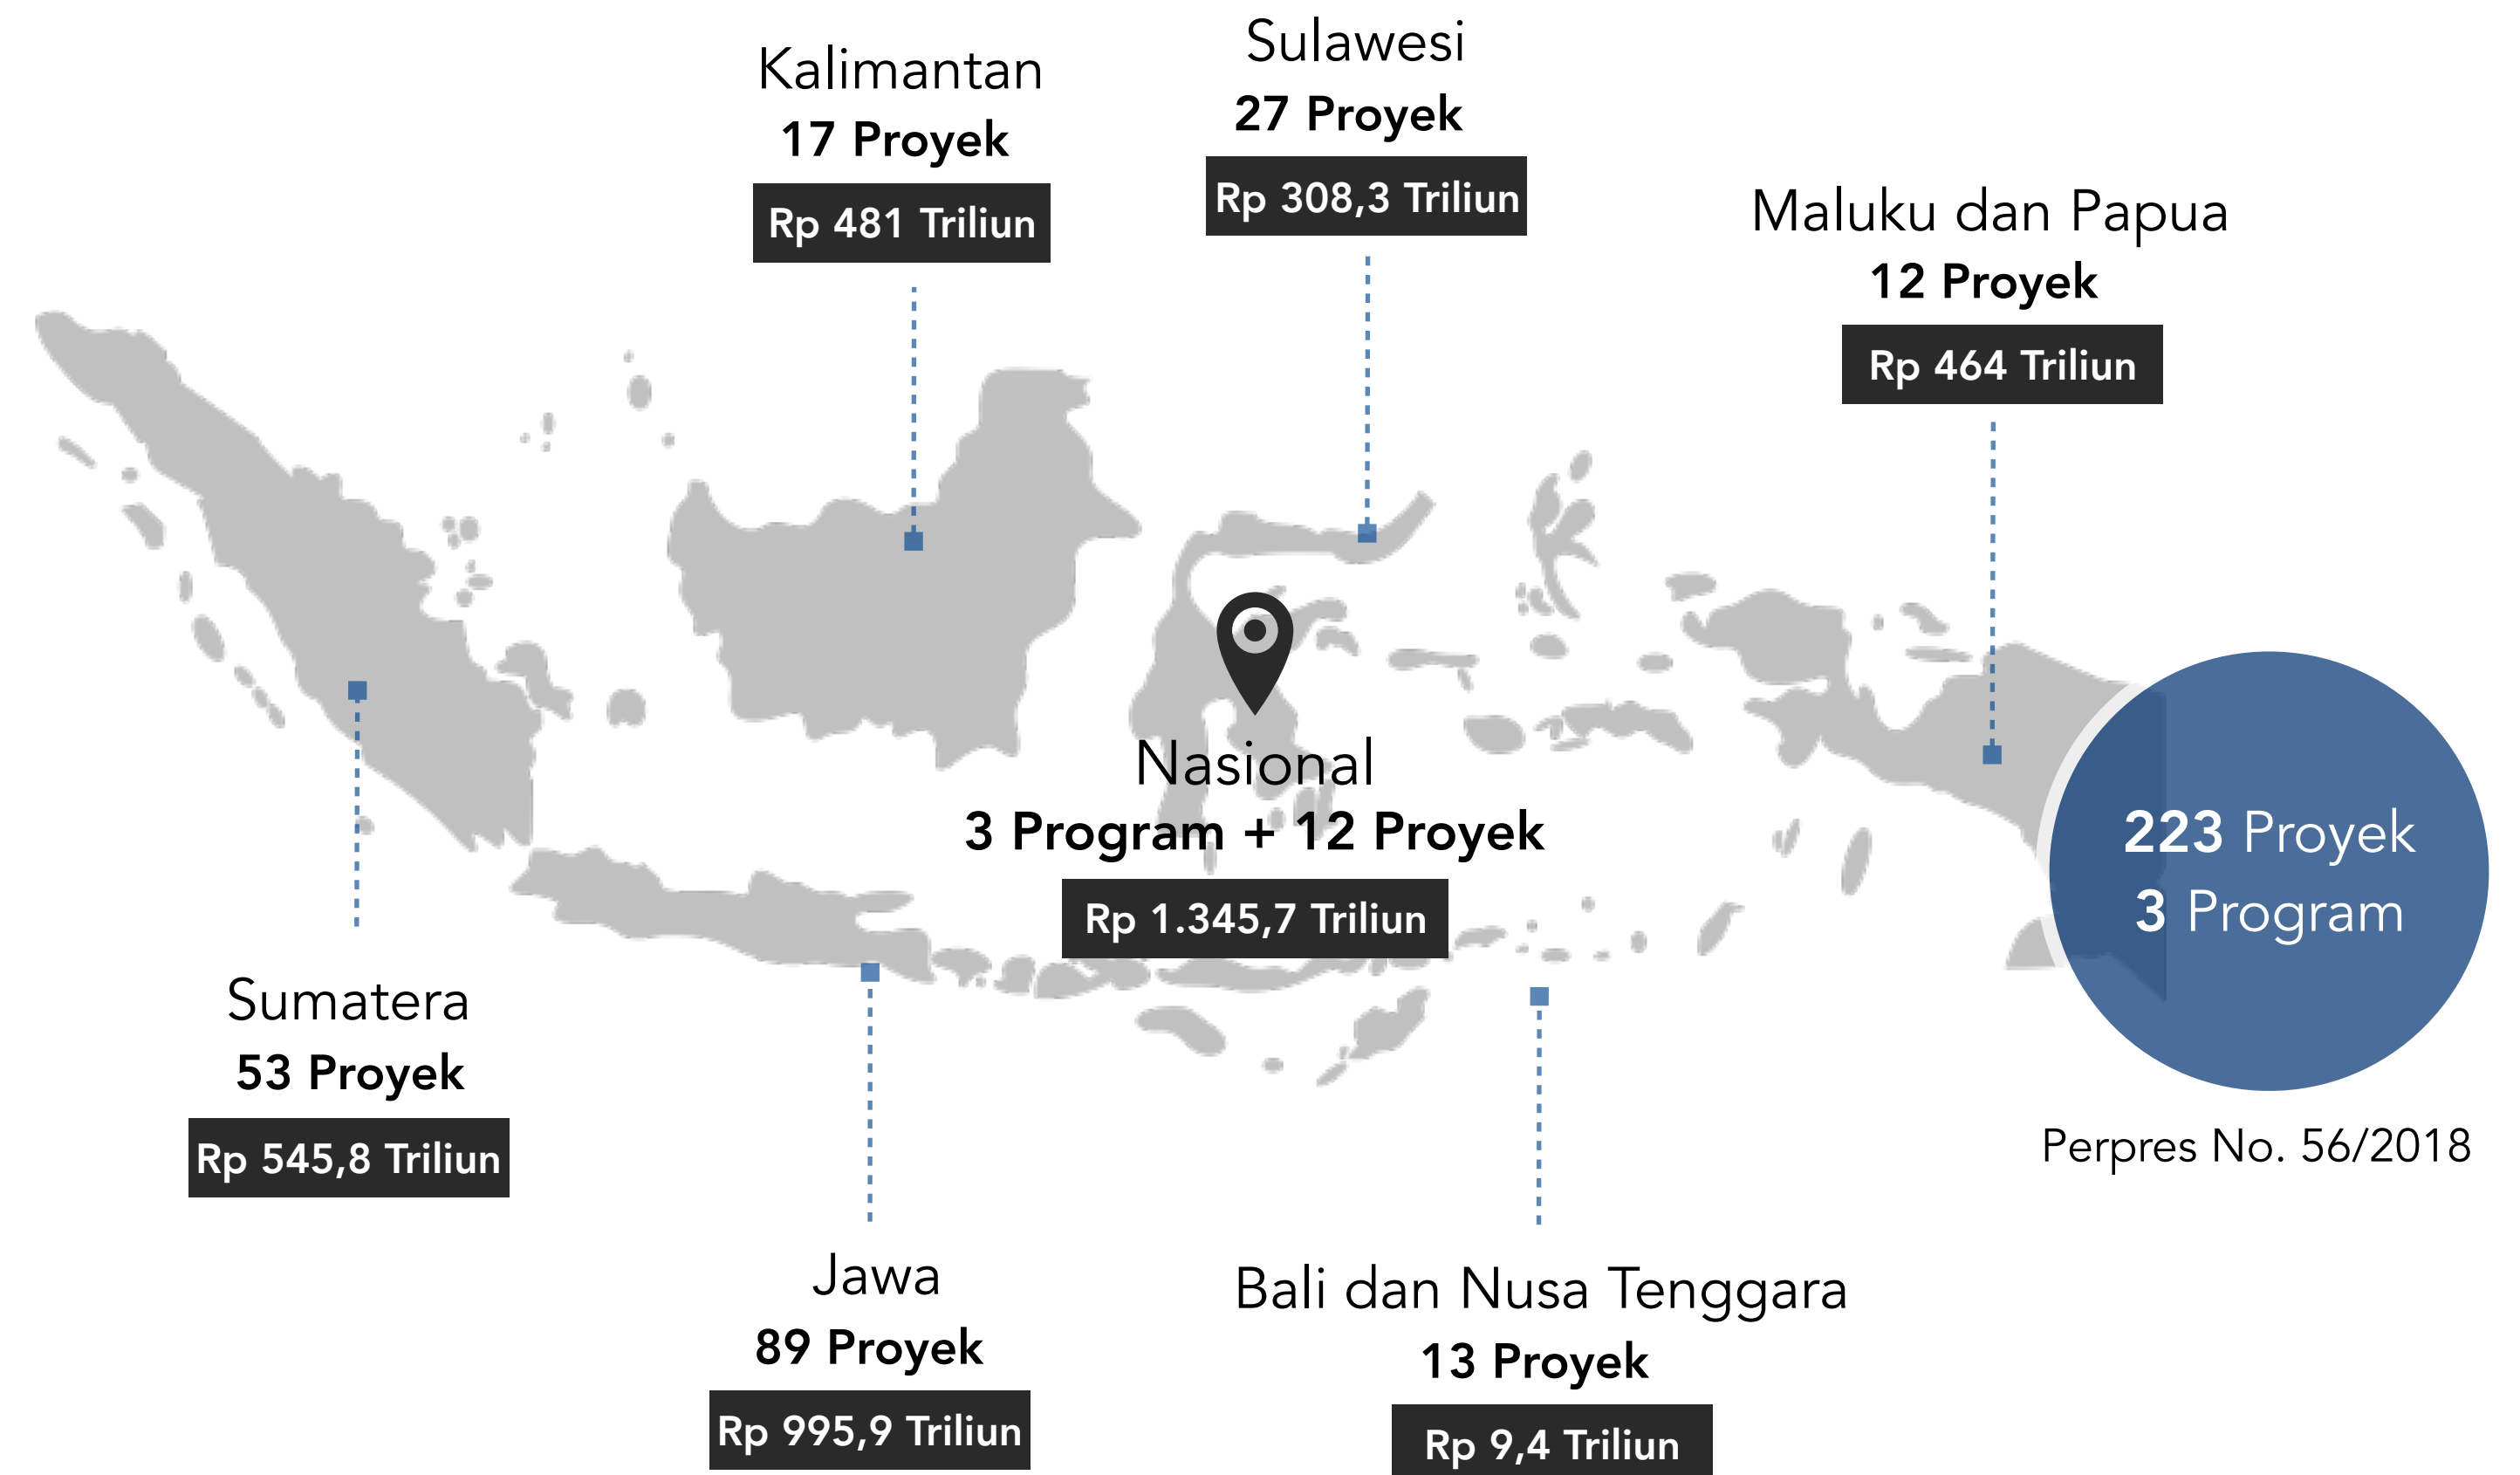 Kalimantan
17 Proyek
Rp 481 Triliun
Sulawesi
27 Proyek
Rp 308,3 Triliun
Maluku dan Papua
12 Proyek
Rp 464 Triliun
Nasional
3 Program + 12 Proyek
Rp 1.345,7 Triliun
223 Proyek
3 Program
Perpres No. 56/2018
Sumatera
53 Proyek
Rp 545,8 Triliun
Jawa
89 Proyek
Rp 995,9 Triliun
Bali dan Nusa Tenggara
13 Proyek
Rp 9,4 Triliun